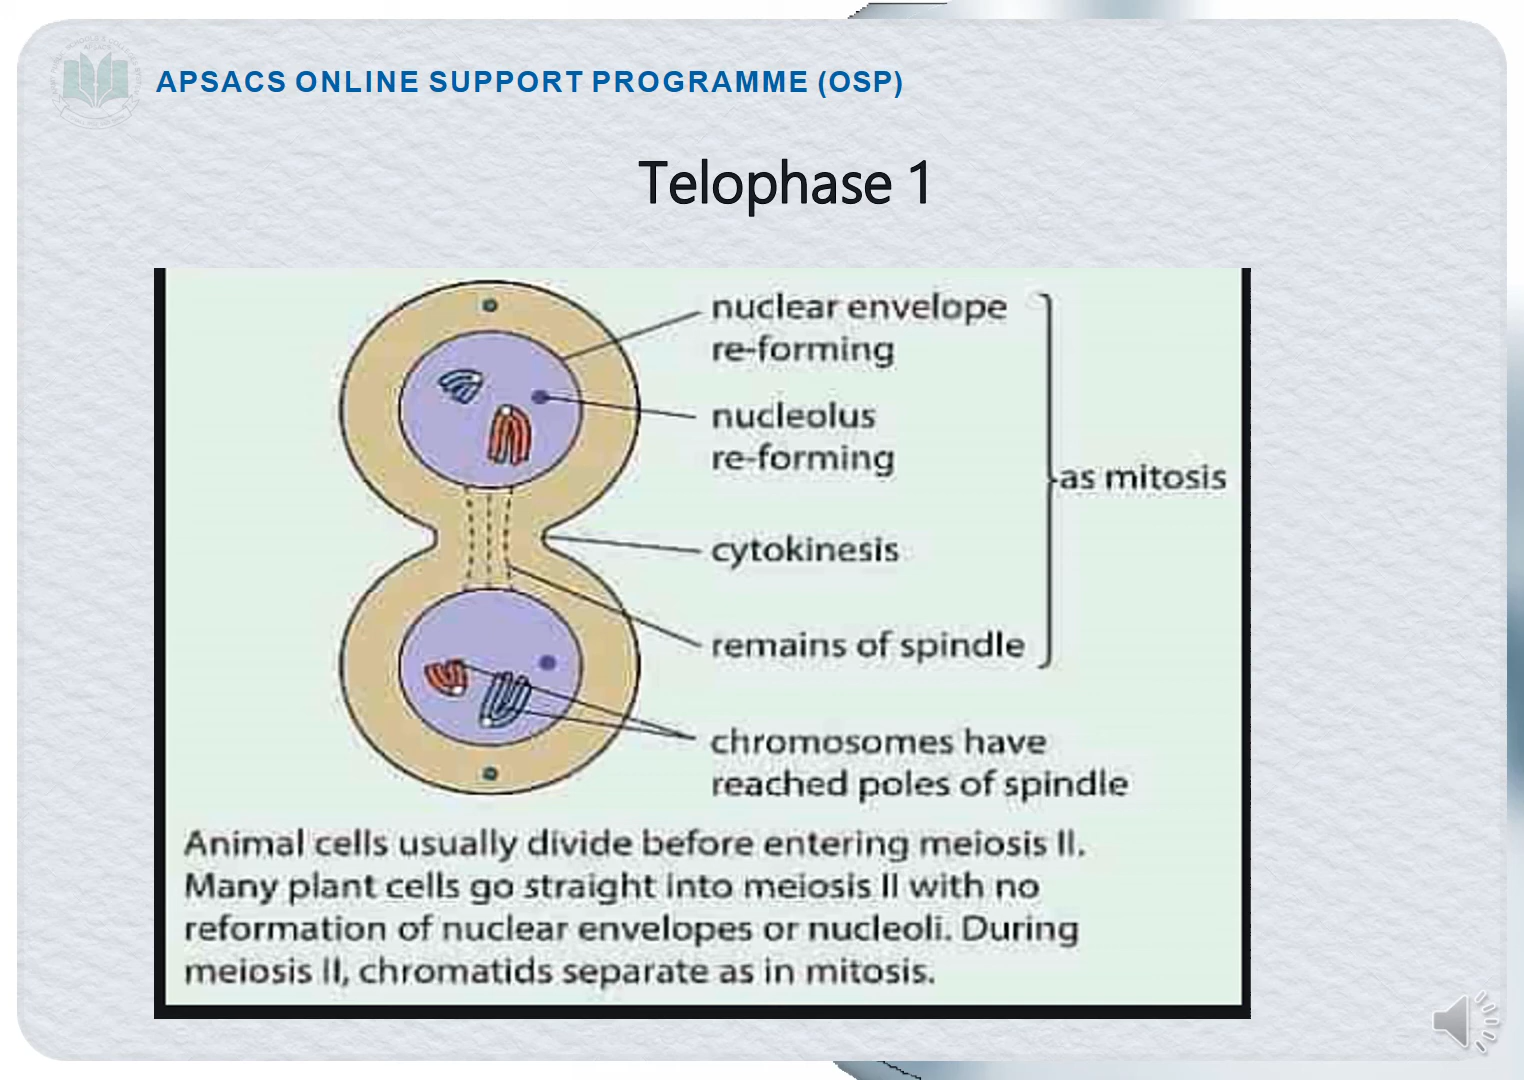 APSACS ONLINE SUPPORT PROGRAMME (OSP)
Telophase 1
nuclear envelope
re-forming
nucleolus
re-forming
as mitosis
cytokinesis
remains of spindle
chromosomes have
reached poles of spindle
Animal cells usually divide before entering meiosis II.
Many plant cells go straight into meiosis II with no
reformation of nuclear envelopes or nucleoli. During
meiosis II, chromatids separate as in mitosis.